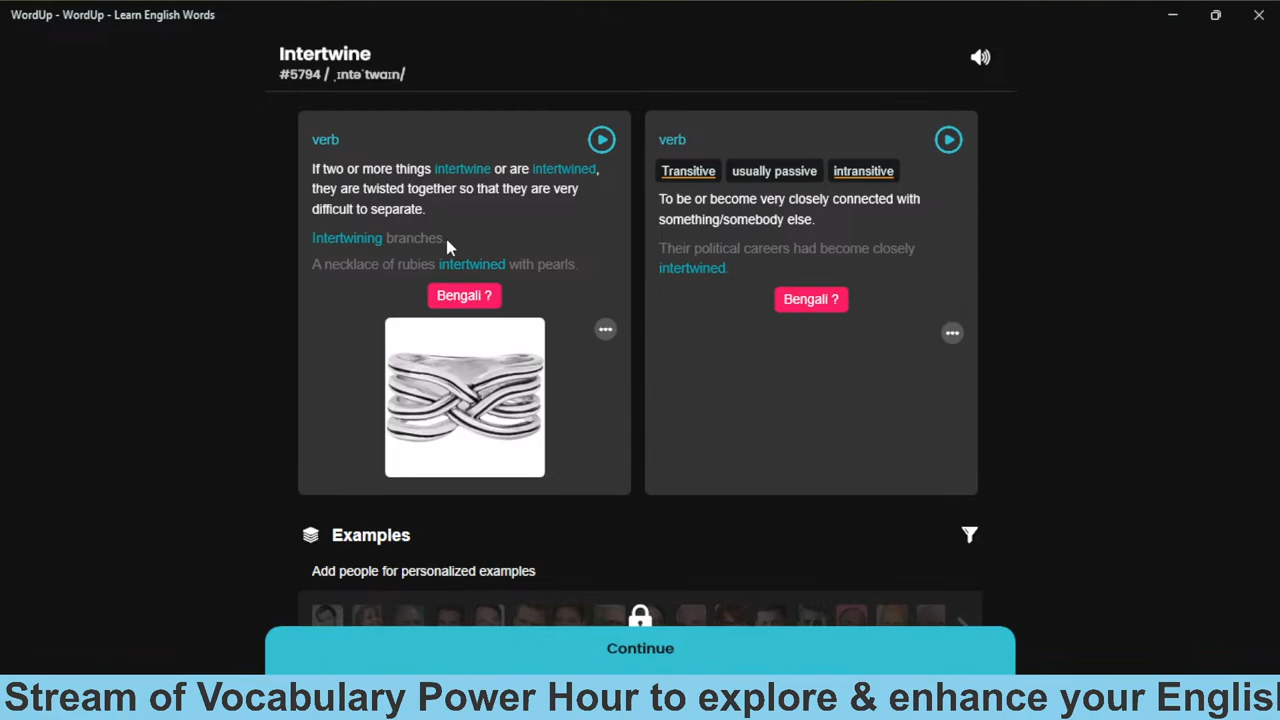 WordUp - WordUp - Learn English Words
Intertwine
#5794 / ˌɪntəˈtwaɪn/
verb
If two or more things intertwine or are intertwined,
they are twisted together so that they are very
difficult to separate.
Intertwining branches.
A necklace of rubies intertwined with pearls.
Bengali ?
verb
Transitive usually passive intransitive
To be or become very closely connected with
something/somebody else.
Their political careers had become closely
intertwined.
Bengali ?
Examples
Add people for personalized examples
Continue
Stream of Vocabulary Power Hour to explore & enhance your Englis